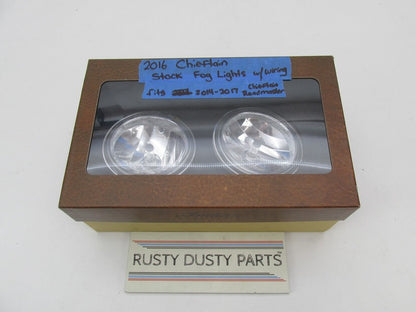 2016 Chieftain
Stock Fog Lights w/wiring
fits 2014-2017 Chieftain
Roadmaster
RUSTY DUSTY PARTS